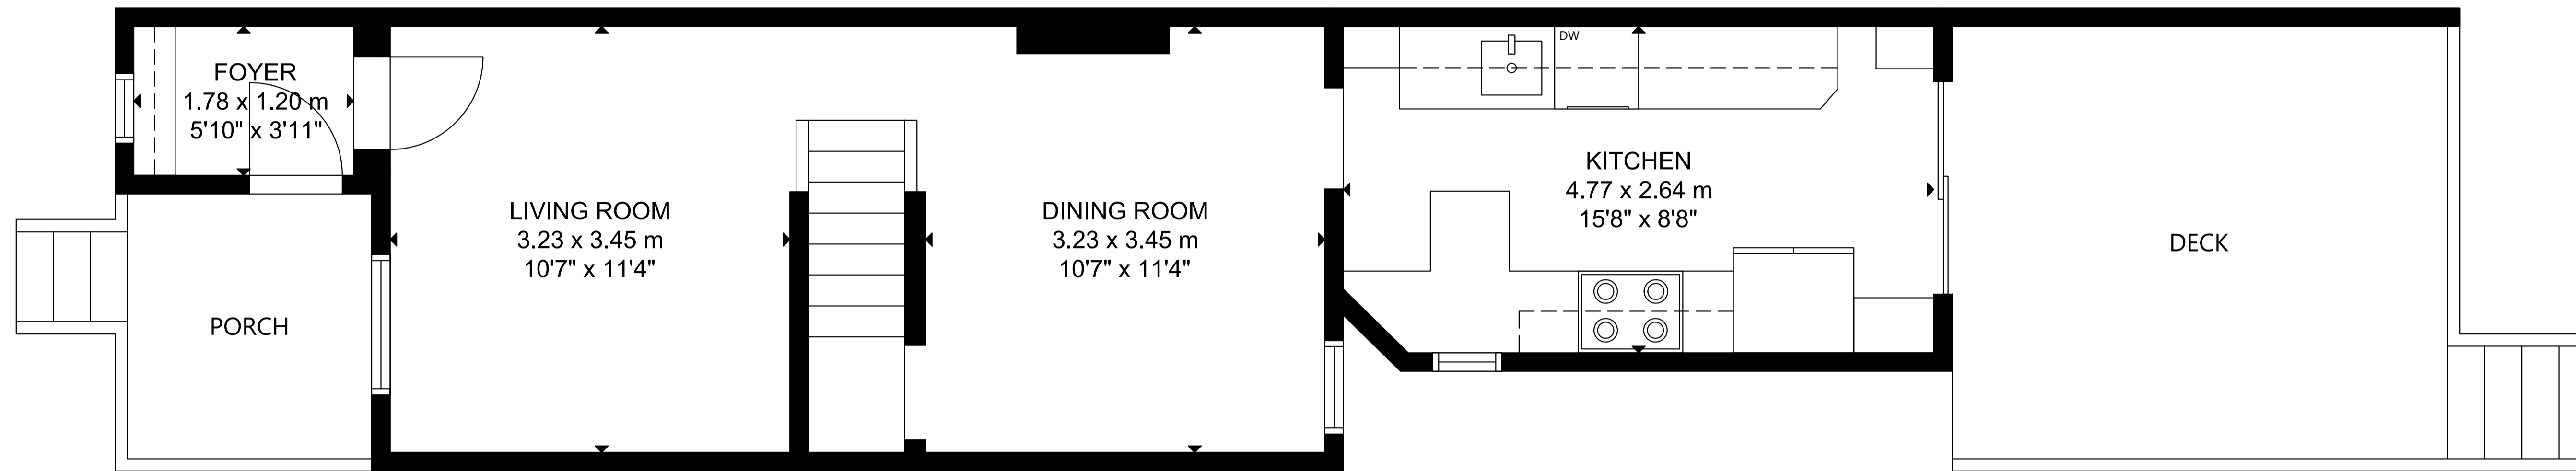 FOYER
1.78 x 1.20 m
5'10" x 3'11"
PORCH
LIVING ROOM
3.23 x 3.45 m
10'7" x 11'4"
DINING ROOM
3.23 x 3.45 m
10'7" x 11'4"
DW
KITCHEN
4.77 x 2.64 m
15'8" x 8'8"
DECK